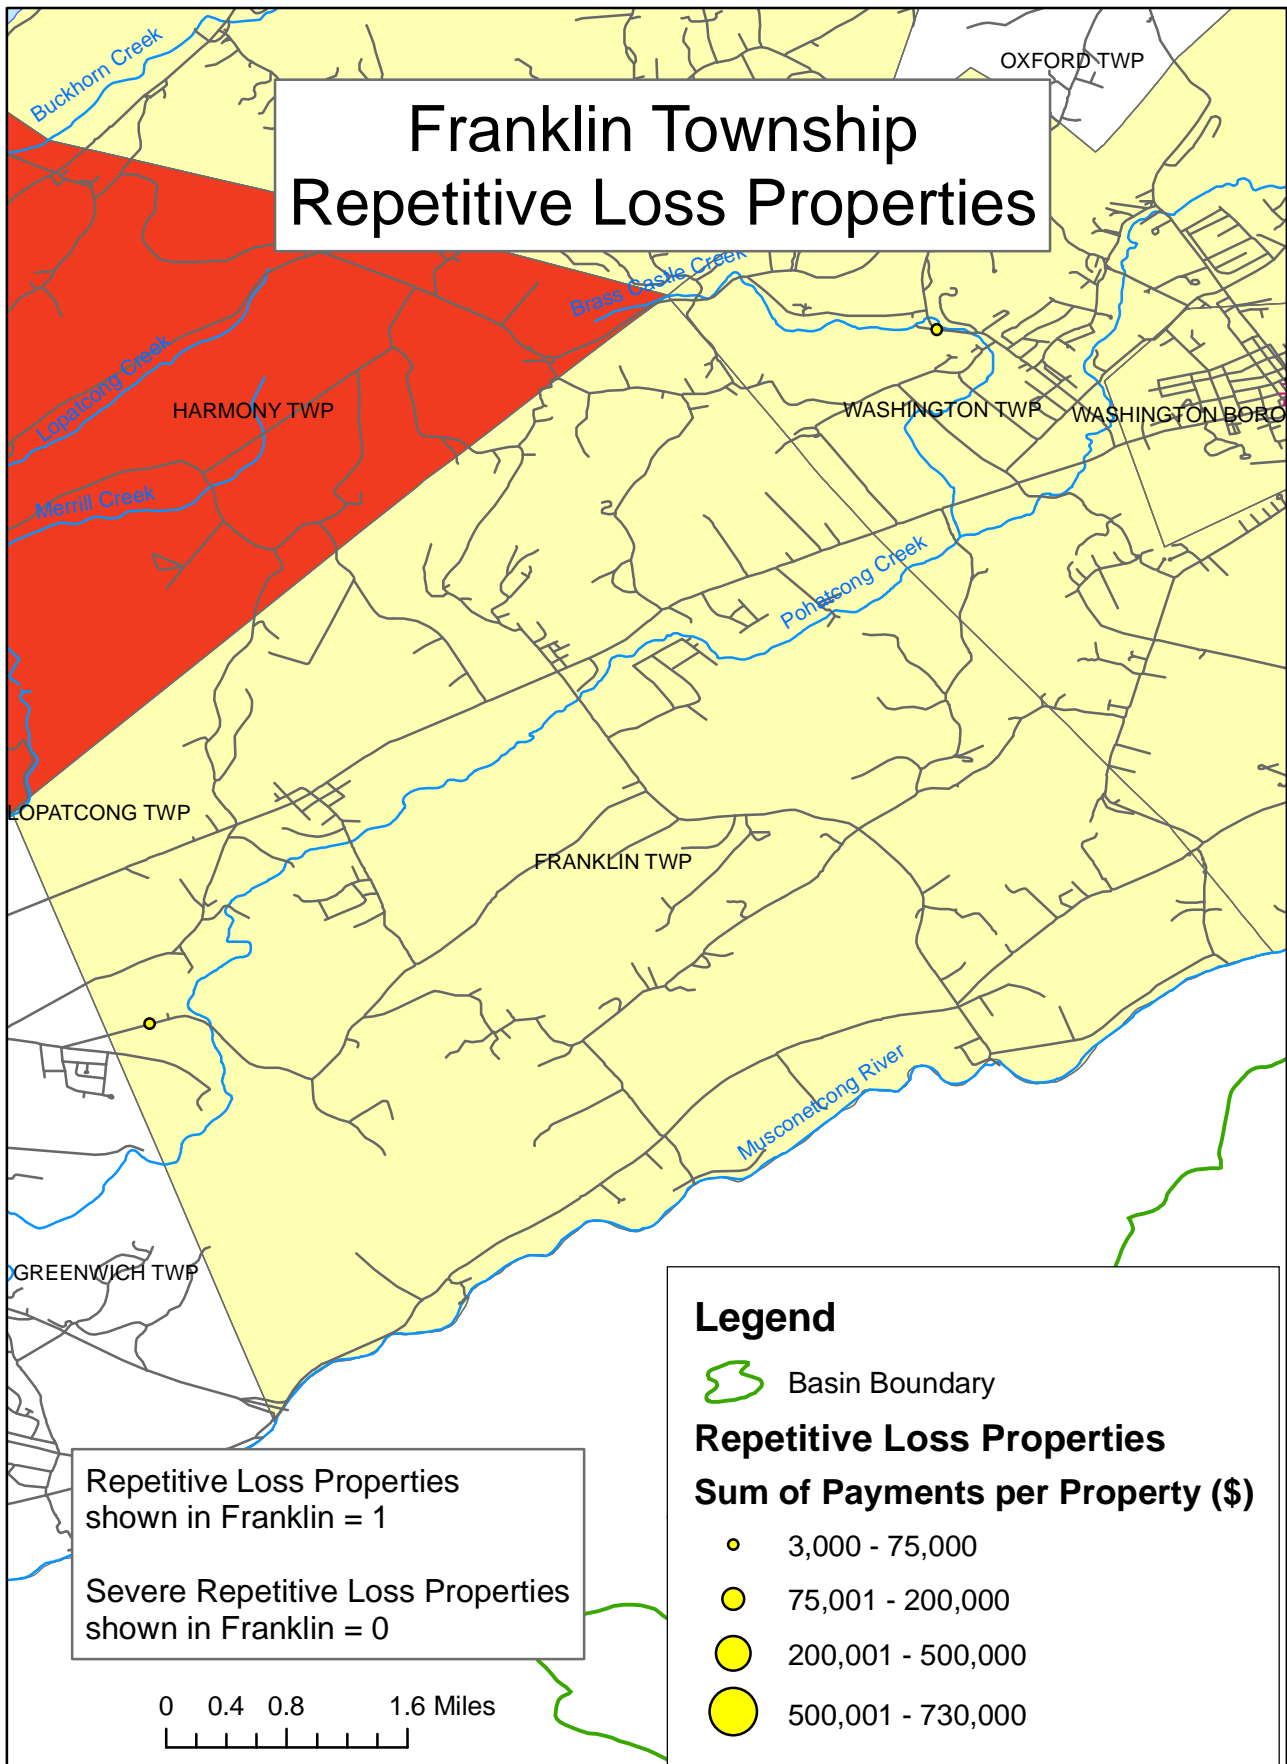 Buckhorn Creek
OXFORD TWP
Franklin Township
Repetitive Loss Properties
Brass Castle Creek
Lopatcong Creek
HARMONY TWP
WASHINGTON TWP
WASHINGTON BORO
Merrill Creek
Pohatcong Creek
LOPATCONG TWP
FRANKLIN TWP
Musconetcong River
GREENWICH TWP
Legend
Basin Boundary
Repetitive Loss Properties
Sum of Payments per Property ($)
3,000 - 75,000
75,001 - 200,000
200,001 - 500,000
500,001 - 730,000
Repetitive Loss Properties
shown in Franklin = 1
Severe Repetitive Loss Properties
shown in Franklin = 0
0 0.4 0.8 1.6 Miles